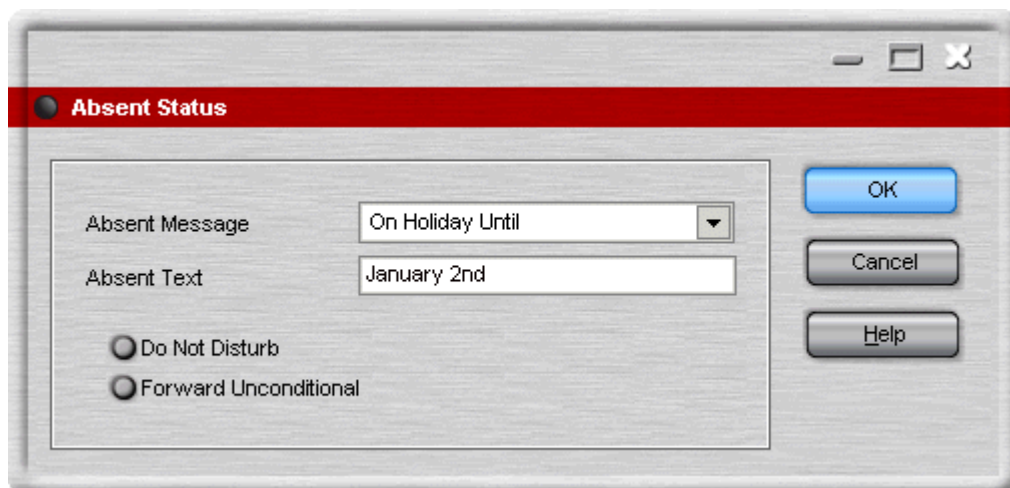 Absent Status
Absent Message
On Holiday Until
Absent Text
January 2nd
Do Not Disturb
Forward Unconditional
OK
Cancel
Help